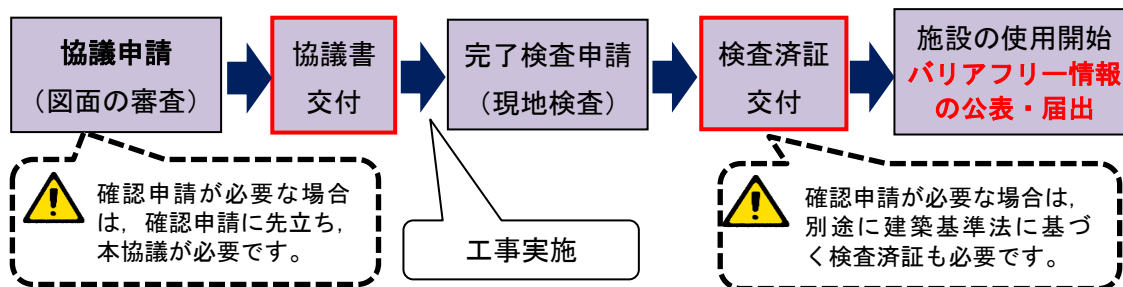 協議申請
（図面の審査）
協議書
交付
完了検査申請
（現地検査）
検査済証
交付
施設の使用開始
バリアフリー情報
の公表・届出
確認申請が必要な場合
は，確認申請に先立ち，
本協議が必要です。
工事実施
確認申請が必要な場合は，
別途に建築基準法に基づ
く検査済証も必要です。